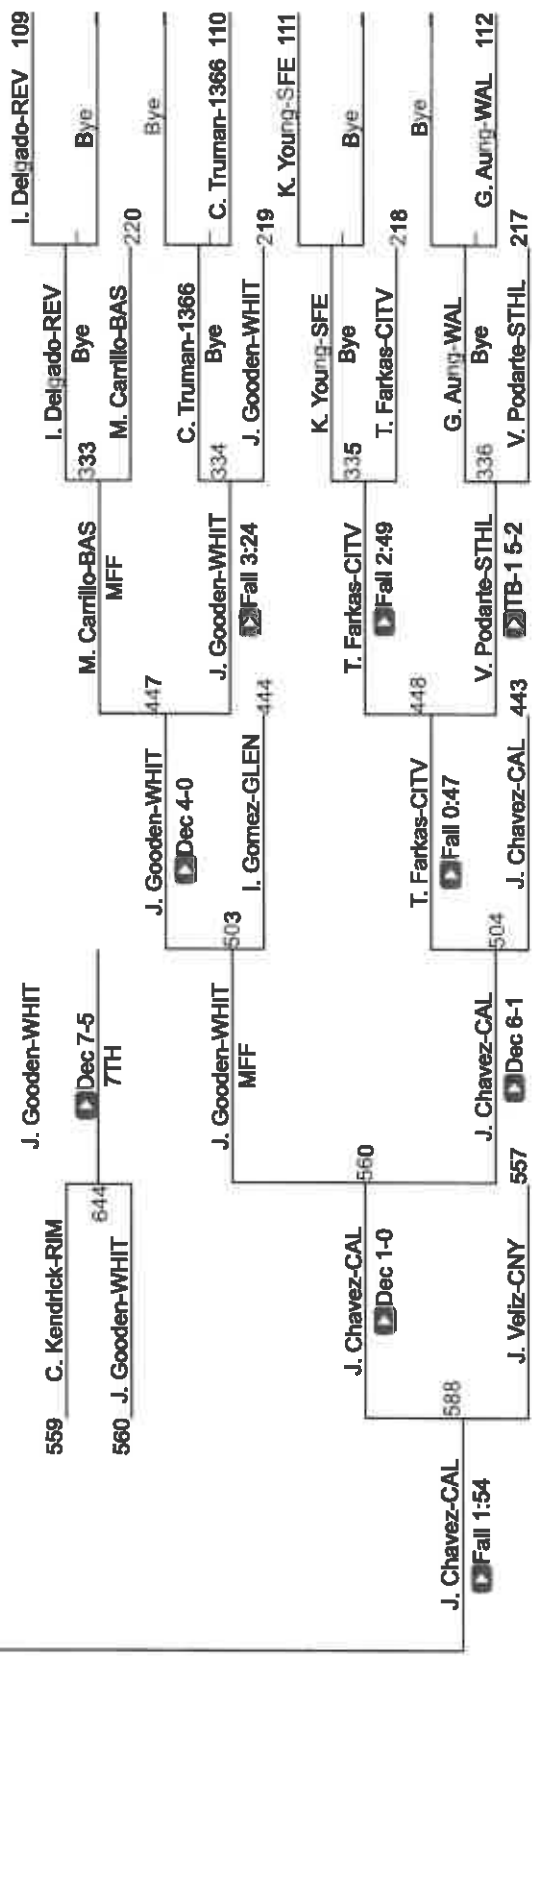 I. Delgado-REV 109
Bye
Bye
C. Truman-1366 110
K. Young-SFE 111
Bye
Bye
G. Aung-WAL 112
I. Delgado-REV
Bye
333
M. Carrillo-BAS 220
C. Truman-1366
Bye
334
J. Gooden-WHIT 219
K. Young-SFE
Bye
335
T. Farkas-CITV 218
G. Aung-WAL
Bye
336
V. Podarte-STHL 217
M. Carrillo-BAS
MFF
447
J. Gooden-WHIT
Fall 3:24
T. Farkas-CITV
Fall 2:49
448
V. Podarte-STHL
TB-1 5-2
J. Gooden-WHIT
Dec 4-0
503
I. Gomez-GLEN 444
T. Farkas-CITV
Fall 0:47
504
J. Chavez-CAL 443
J. Gooden-WHIT
Dec 7-5
7TH
J. Gooden-WHIT
MFF
560
J. Chavez-CAL
Dec 6-1
559 C. Kendrick-RIM
644
560 J. Gooden-WHIT
J. Chavez-CAL
Dec 1-0
588
J. Veliz-CNY 557
J. Chavez-CAL
Fall 1:54